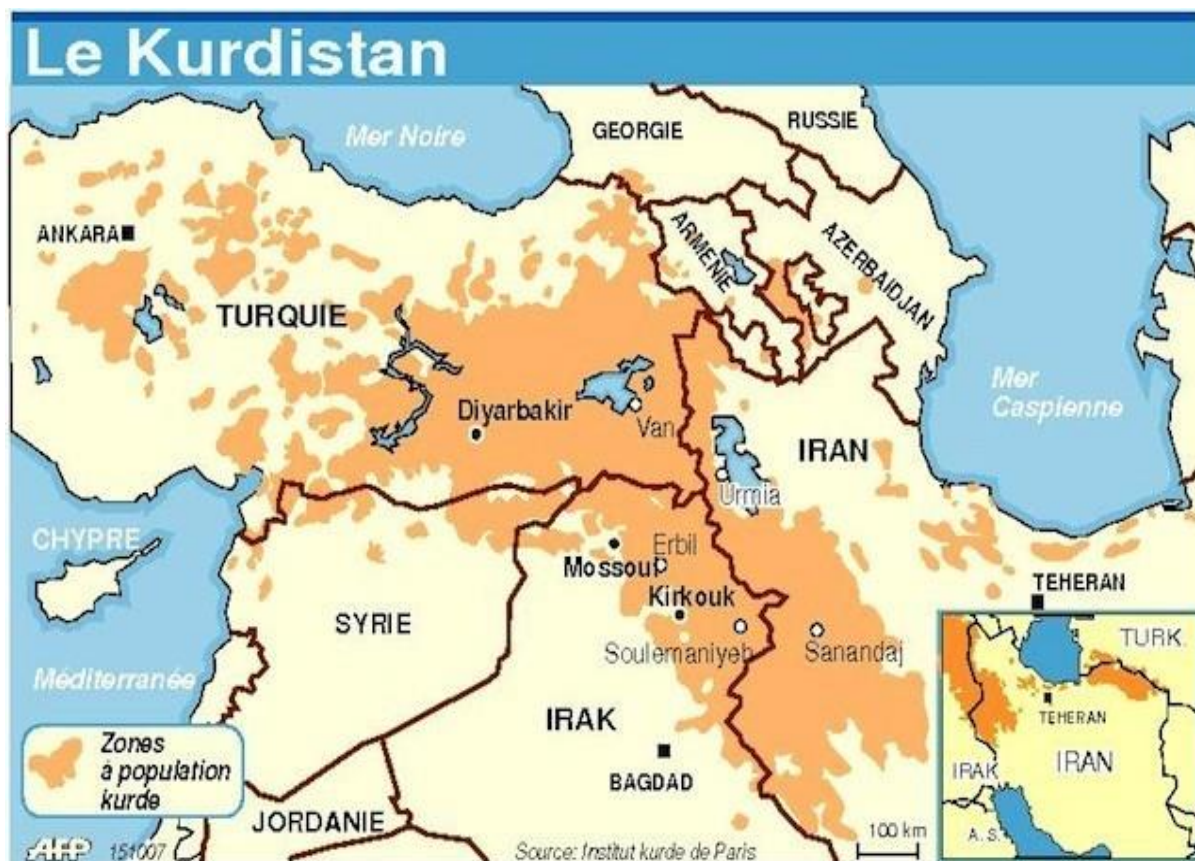 Le Kurdistan
Mer Noire
GEORGIE
RUSSIE
ANKARA
ARMENIE
AZERBAIDJAN
TURQUIE
Mer
Caspienne
Diyarbakir
Van
IRAN
Urmia
CHYPRE
Erbil
Mossoul
TEHERAN
Kirkouk
SYRIE
Soulemaniyeh
Sanandaj
TURK.
Méditerranée
IRAK
TEHERAN
Zones
à population
kurde
BAGDAD
IRAN
IRAK
JORDANIE
100 km
A. S.
AFP 151007
Source: Institut kurde de Paris